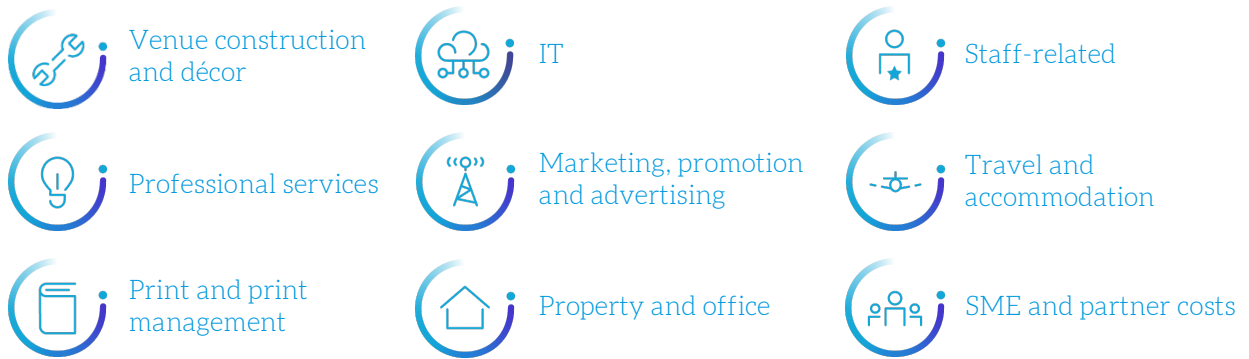 Venue construction
and décor
IT
Staff-related
Professional services
Marketing, promotion
and advertising
Travel and
accommodation
Print and print
management
Property and office
SME and partner costs